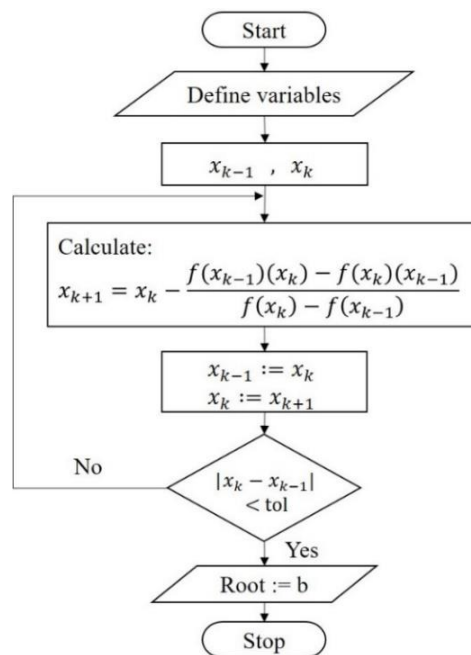 Start
Define variables
x_{k-1} , x_k
Calculate:
x_{k+1} = x_k - \frac{f(x_{k-1})(x_k) - f(x_k)(x_{k-1})}{f(x_k) - f(x_{k-1})}
x_{k-1} := x_k
x_k := x_{k+1}
No
|x_k - x_{k-1}|
< tol
Yes
Root := b
Stop